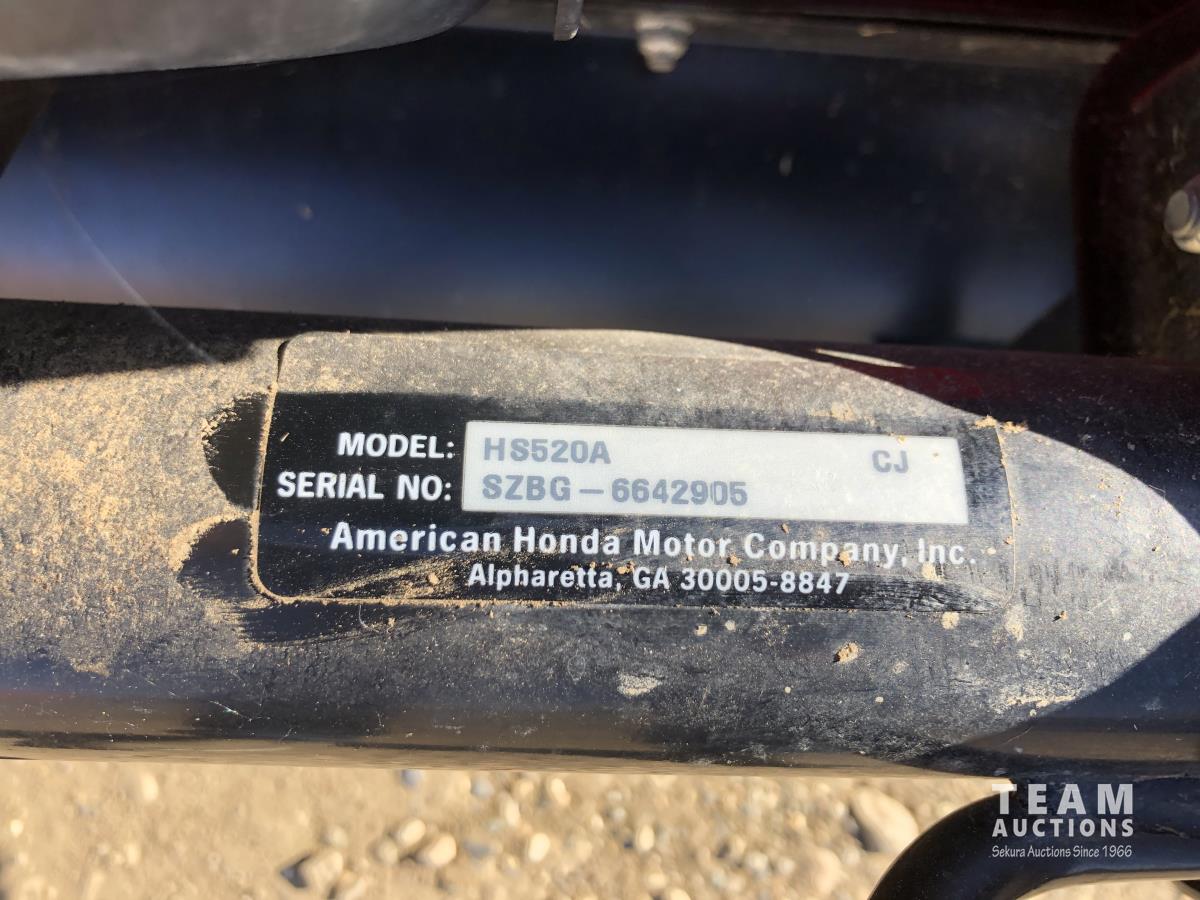 MODEL: HS520A CJ
SERIAL NO: SZBG-6642905
American Honda Motor Company, Inc.
Alpharetta, GA 30005-8847
TEAM
AUCTIONS
Sekura Auctions Since 1966